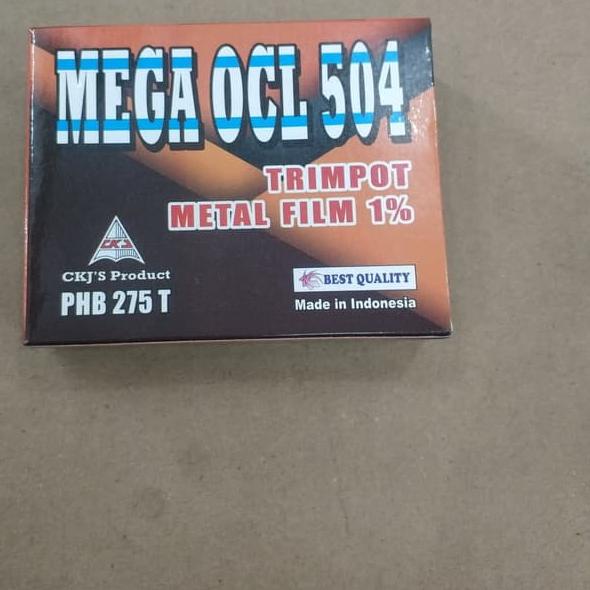 MEGA OCL 504
TRIMPOT
METAL FILM 1%
CKJ'S
CKJ'S Product
PHB 275 T
BEST QUALITY
Made in Indonesia